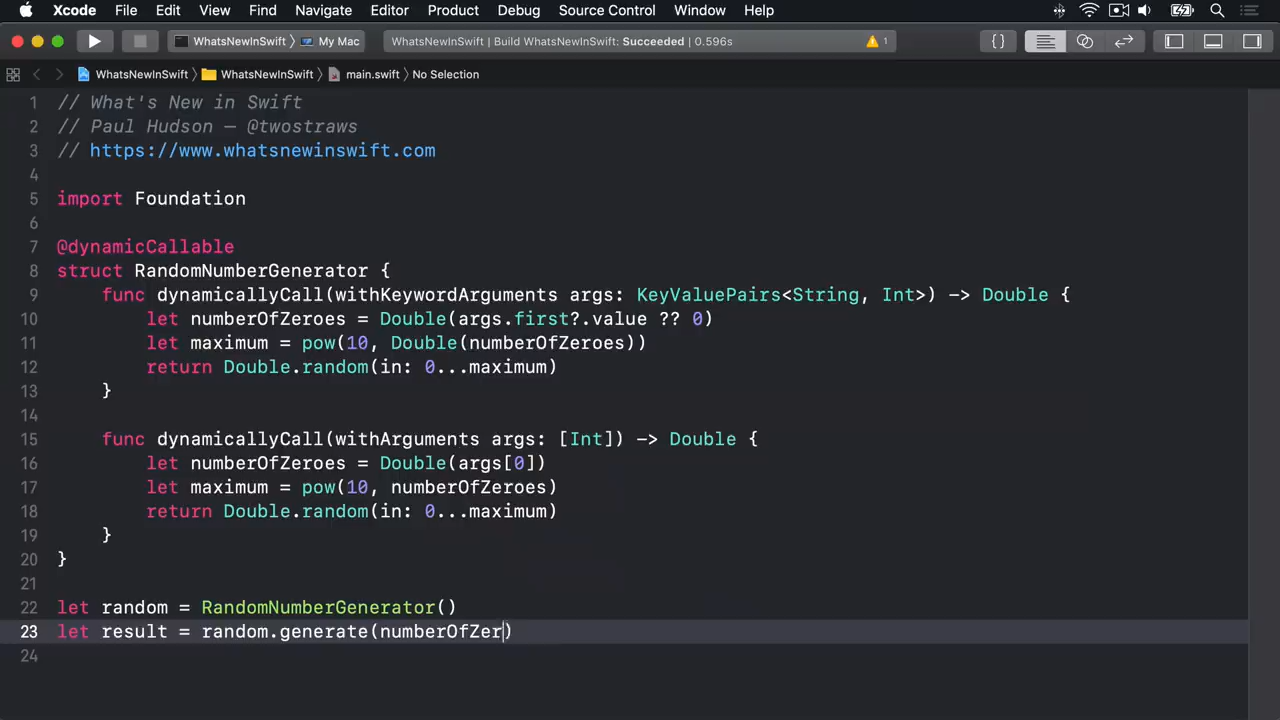 Xcode File Edit View Find Navigate Editor Product Debug Source Control Window Help
WhatsNewInSwift 〉 My Mac WhatsNewInSwift | Build WhatsNewInSwift: Succeeded | 0.596s 1 {}
WhatsNewInSwift 〉 WhatsNewInSwift 〉 main.swift 〉 No Selection
1 // What's New in Swift
2 // Paul Hudson — @twostraws
3 // https://www.whatsnewinswift.com
4
5 import Foundation
6
7 @dynamicCallable
8 struct RandomNumberGenerator {
9 func dynamicallyCall(withKeywordArguments args: KeyValuePairs<String, Int>) -> Double {
10 let numberOfZeroes = Double(args.first?.value ?? 0)
11 let maximum = pow(10, Double(numberOfZeroes))
12 return Double.random(in: 0...maximum)
13 }
14
15 func dynamicallyCall(withArguments args: [Int]) -> Double {
16 let numberOfZeroes = Double(args[0])
17 let maximum = pow(10, numberOfZeroes)
18 return Double.random(in: 0...maximum)
19 }
20 }
21
22 let random = RandomNumberGenerator()
23 let result = random.generate(numberOfZer)
24